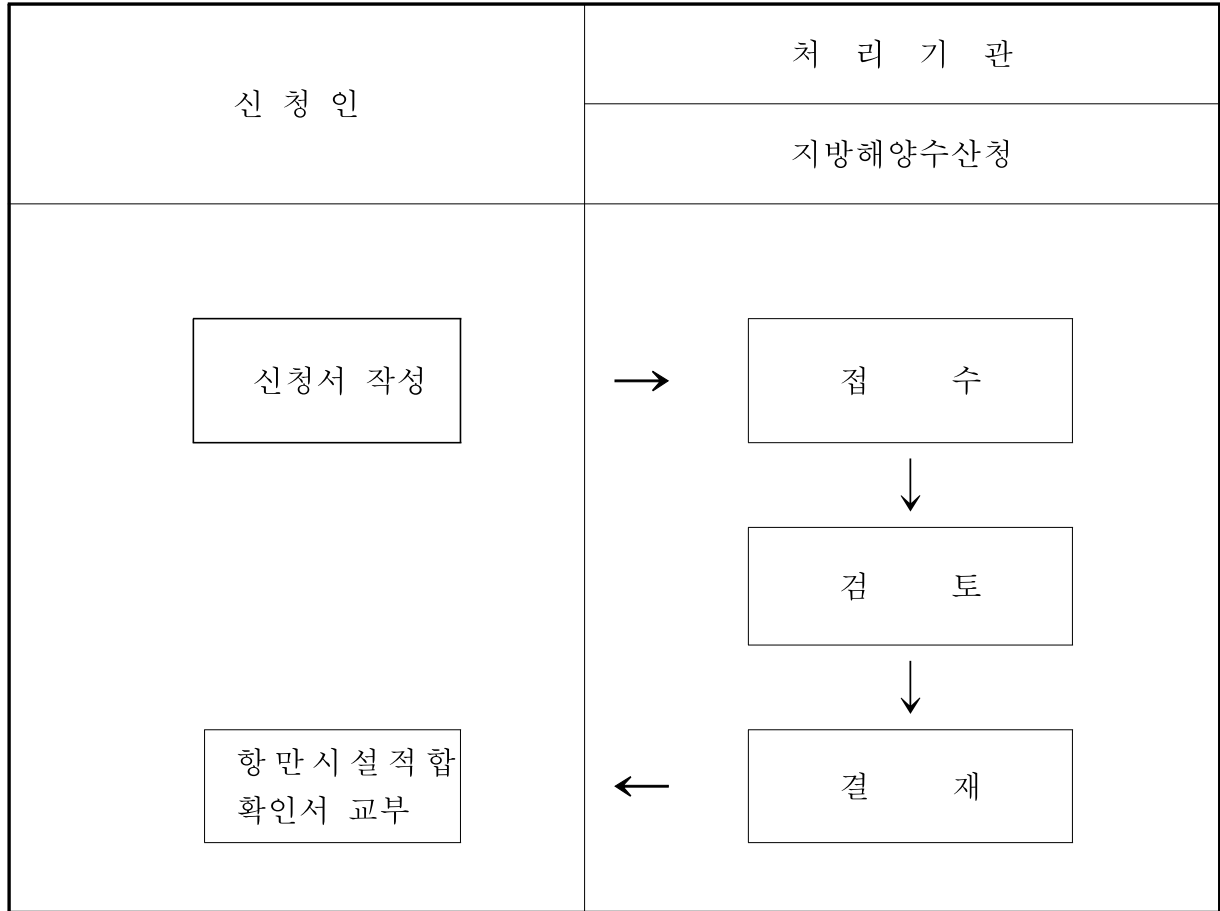 신 청 인
처 리 기 관
지방해양수산청
신청서 작성
→
접 수
↓
검 토
↓
결 재
←
항 만 시 설 적 합
확인서 교부